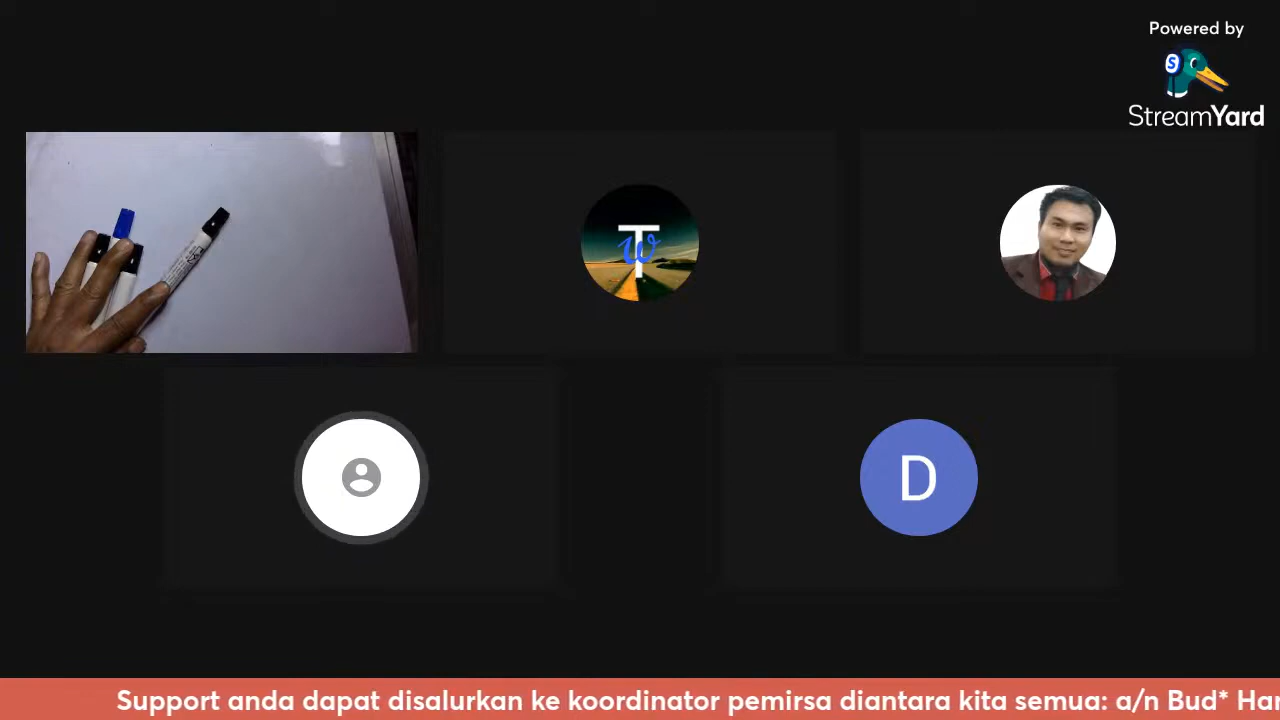 Powered by
StreamYard
S
T
w
D
Support anda dapat disalurkan ke koordinator pemirsa diantara kita semua: a/n Bud* Har